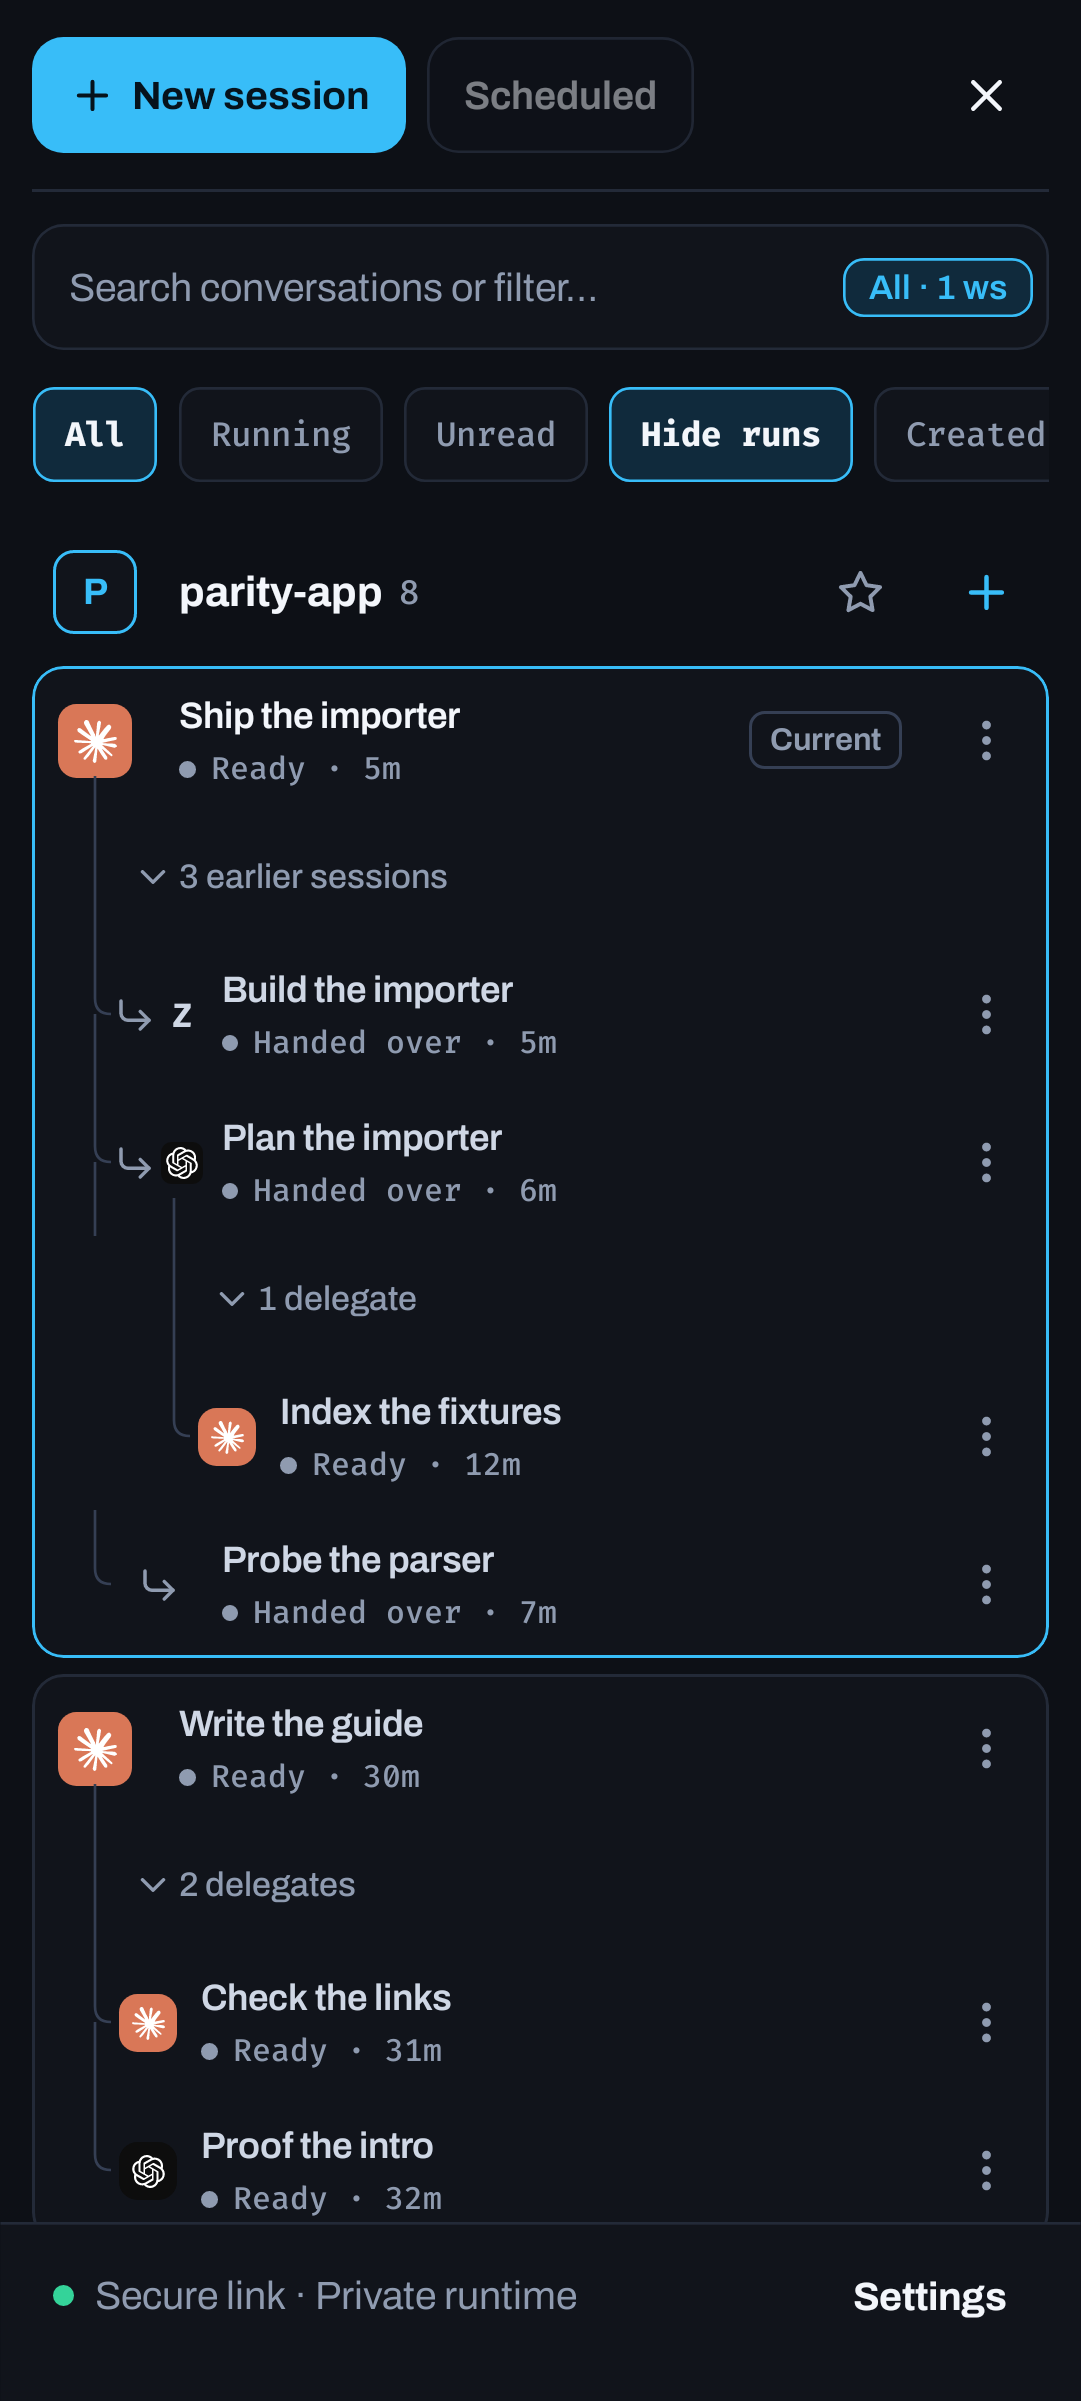 New session
Scheduled
Search conversations or filter...
All · 1 ws
All
Running
Unread
Hide runs
Created
P
parity-app 8
Ship the importer
Current
Ready · 5m
3 earlier sessions
Z
Build the importer
Handed over · 5m
Plan the importer
Handed over · 6m
1 delegate
Index the fixtures
Ready · 12m
Probe the parser
Handed over · 7m
Write the guide
Ready · 30m
2 delegates
Check the links
Ready · 31m
Proof the intro
Ready · 32m
Secure link · Private runtime
Settings